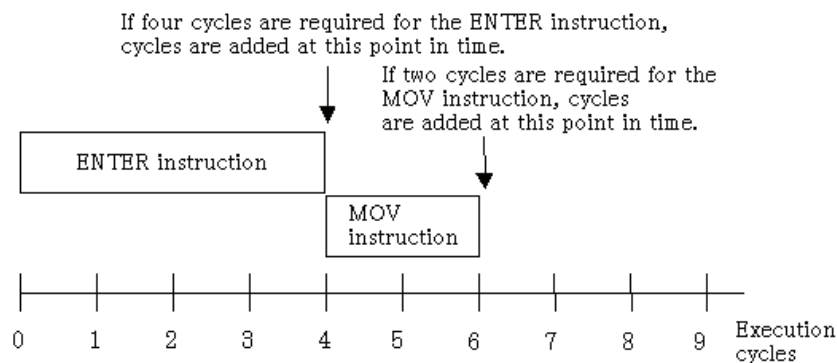 If four cycles are required for the ENTER instruction,
cycles are added at this point in time.
If two cycles are required for the
MOV instruction, cycles
are added at this point in time.
ENTER instruction
MOV
instruction
0 1 2 3 4 5 6 7 8 9 Execution
cycles